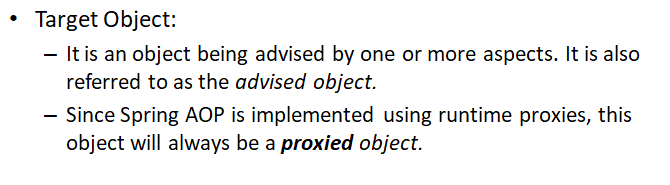 • Target Object:
– It is an object being advised by one or more aspects. It is also
referred to as the advised object.
– Since Spring AOP is implemented using runtime proxies, this
object will always be a proxied object.